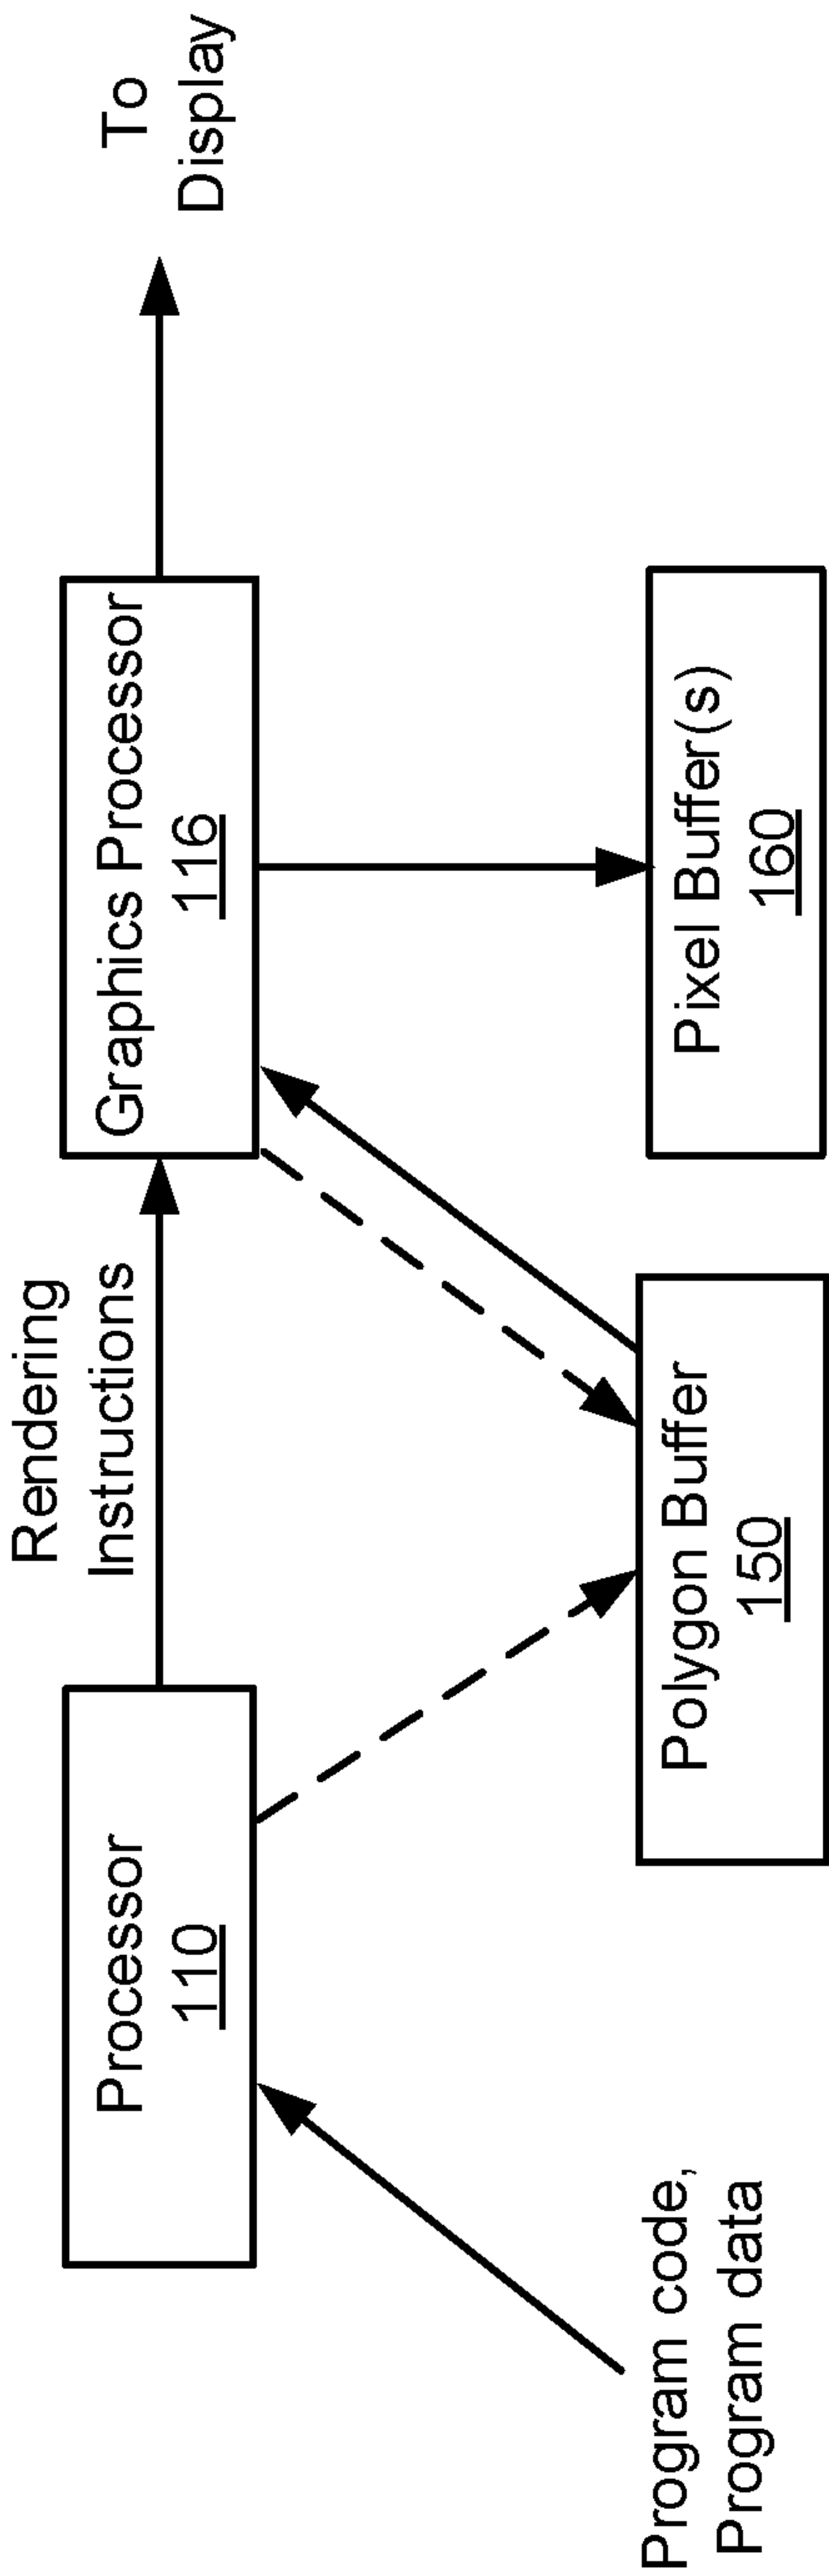 Rendering
Instructions
To
Display
Processor
110
Graphics Processor
116
Program code,
Program data
Polygon Buffer
150
Pixel Buffer(s)
160